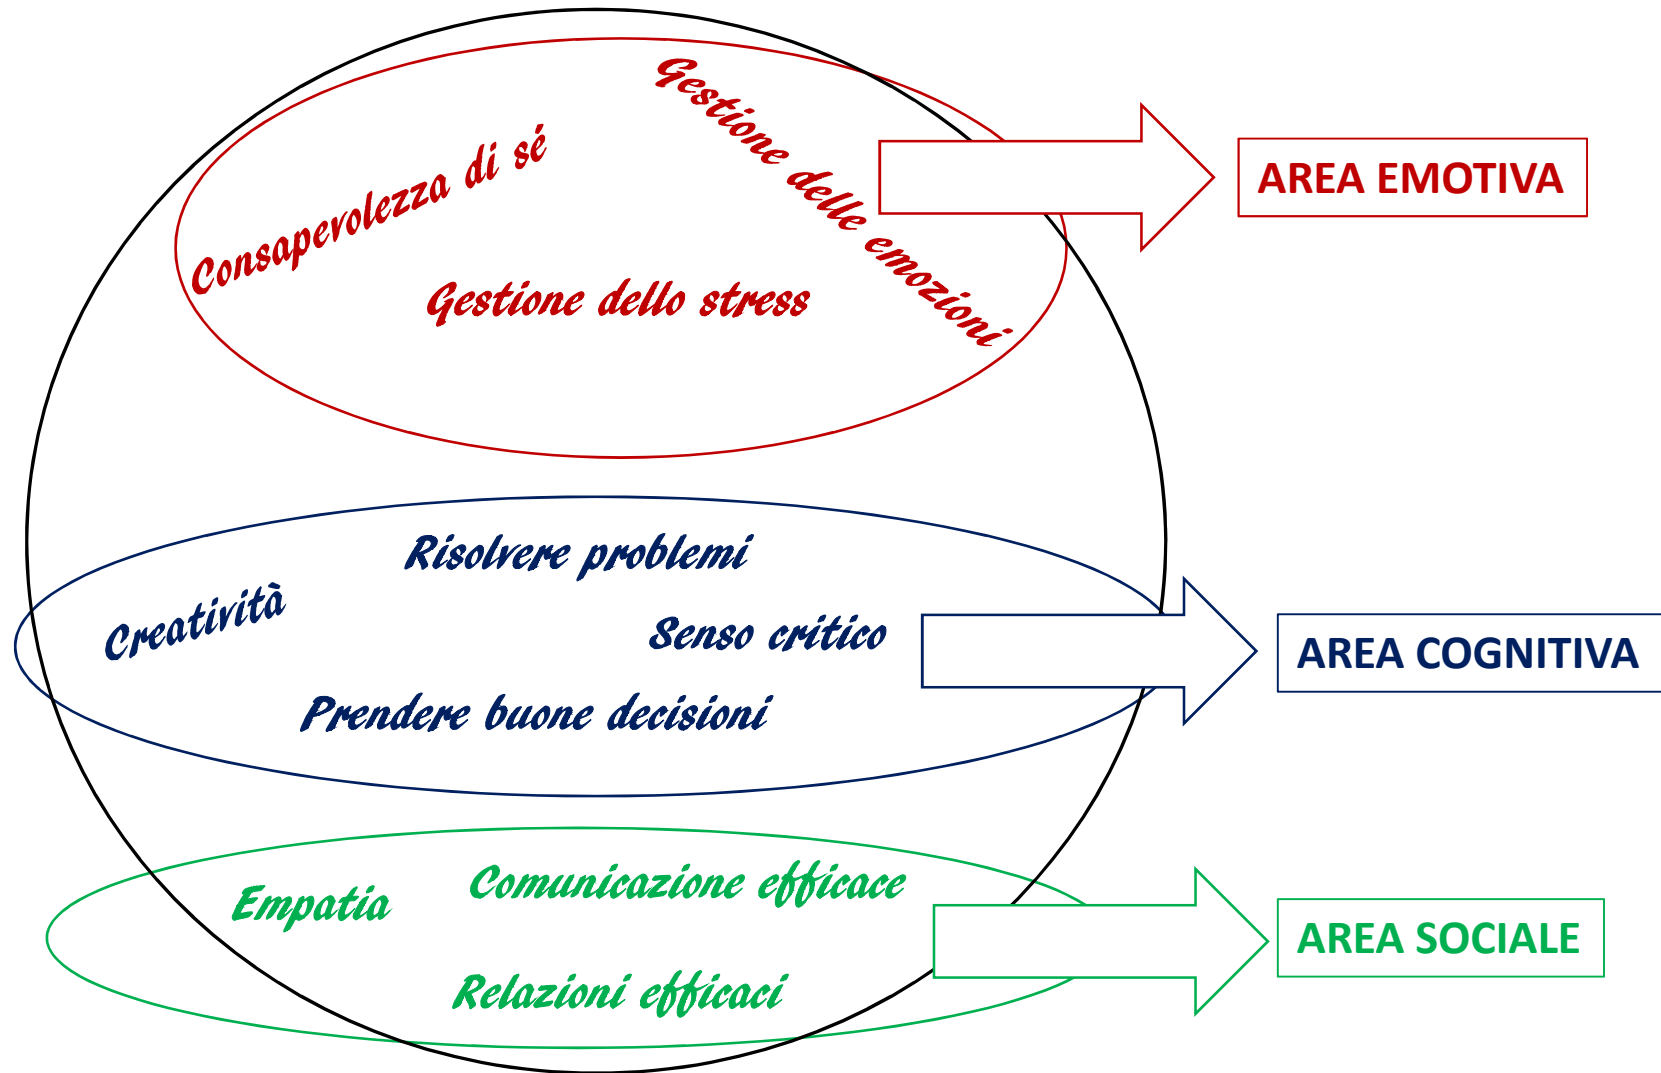 Consapevolezza di sé
Gestione delle emozioni
Gestione dello stress
AREA EMOTIVA
Risolvere problemi
Creatività
Senso critico
Prendere buone decisioni
AREA COGNITIVA
Comunicazione efficace
Empatia
Relazioni efficaci
AREA SOCIALE